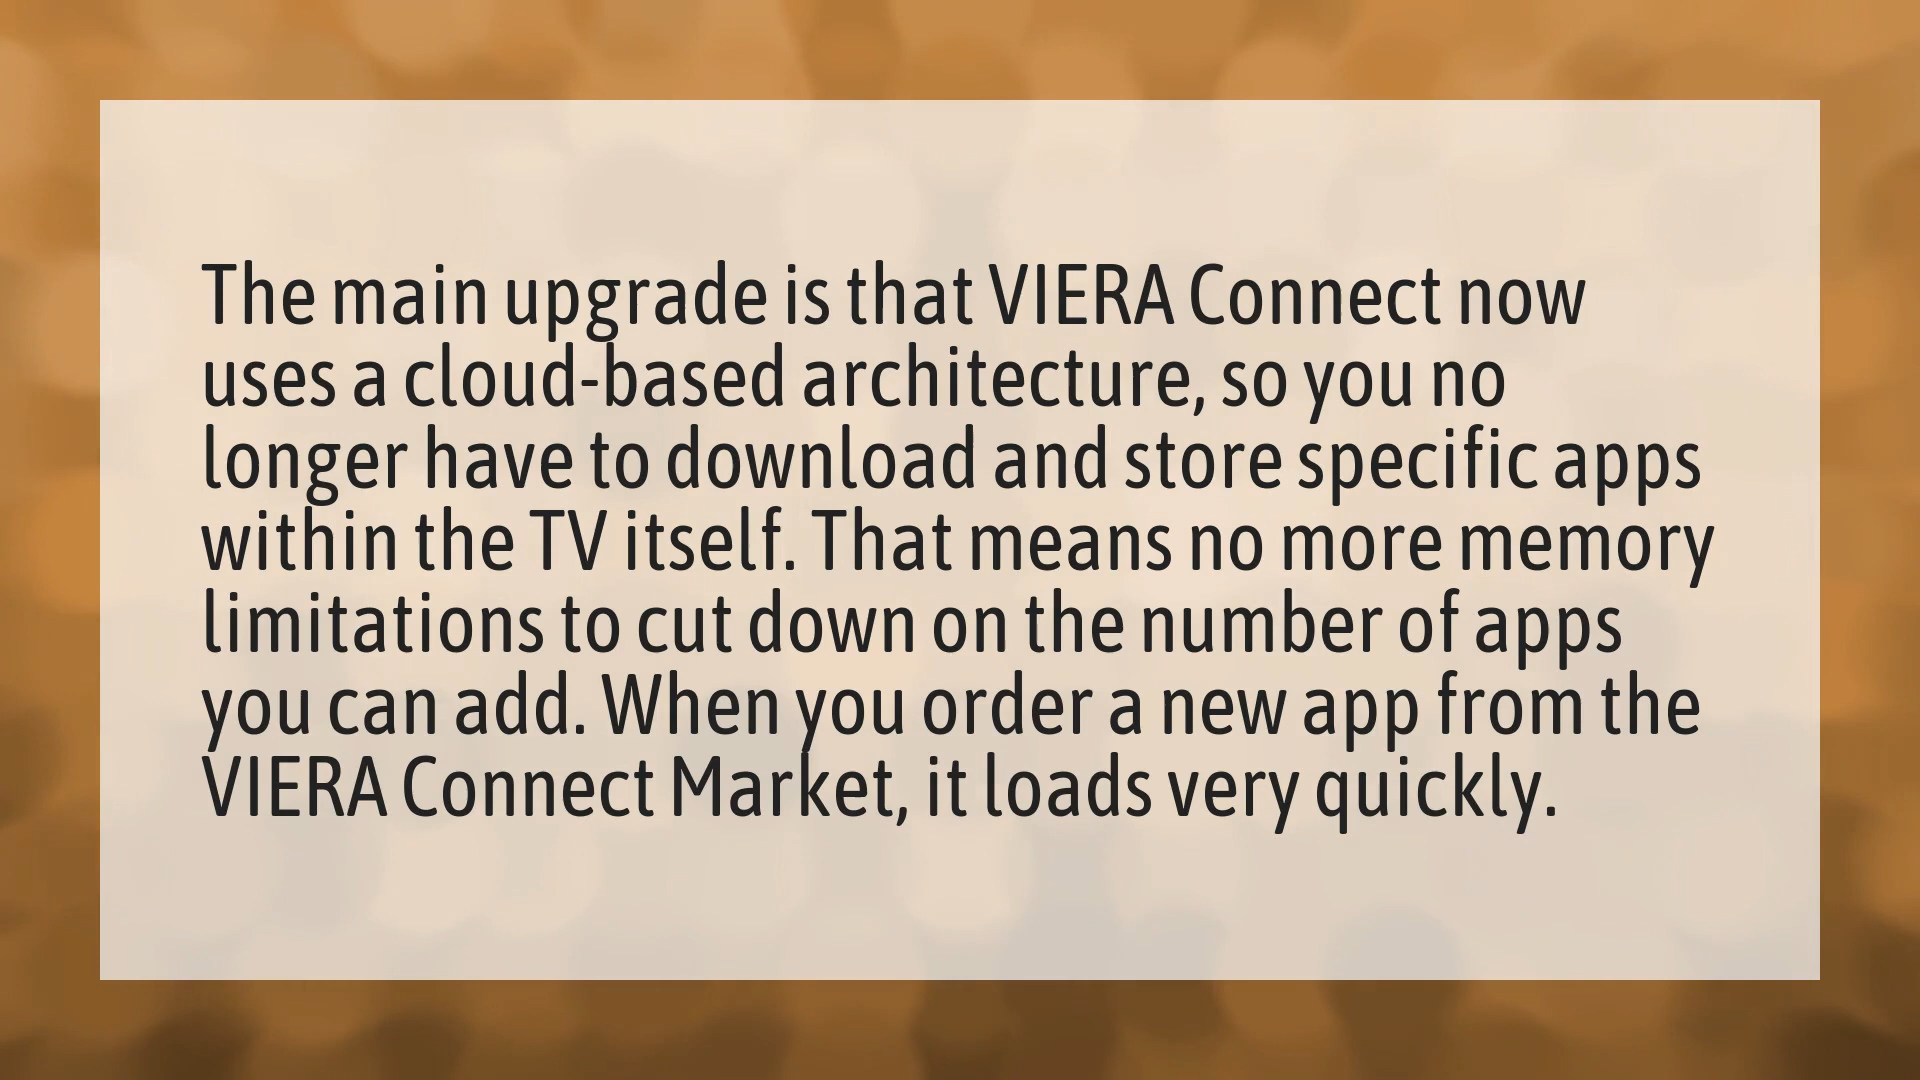 The main upgrade is that VIERA Connect now
uses a cloud-based architecture, so you no
longer have to download and store specific apps
within the TV itself. That means no more memory
limitations to cut down on the number of apps
you can add. When you order a new app from the
VIERA Connect Market, it loads very quickly.